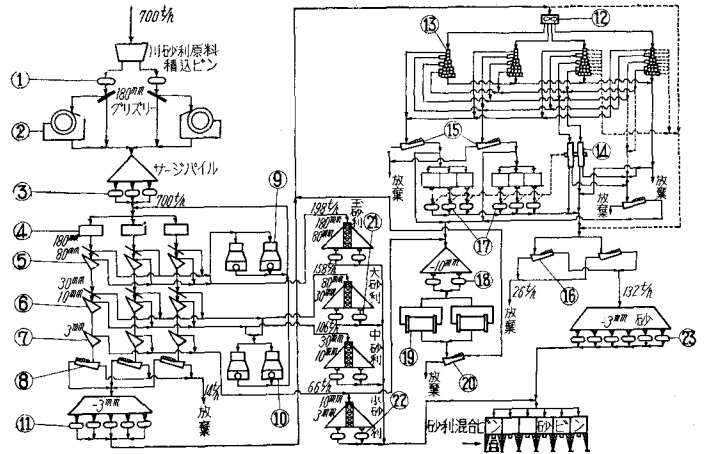 700t/h
川砂利原料
積込ビン
①
180mm
グリズリー
②
サージパイル
③
700t/h
④
180mm
80mm
⑤
30mm
⑥
10mm
⑦
3mm
⑧
14t/h
放棄
-3mm
⑪
⑨
⑩
198t/h
玉砂利
180mm
80mm
㉑
158t/h
大砂利
80mm
30mm
106t/h
中砂利
30mm
10mm
66t/h
小砂利
10mm
3mm
㉒
⑫
⑬
⑭
⑮
放棄
⑰
放棄
放棄
-10mm
⑱
⑲
⑳
放棄
26t/h
放棄
⑯
132t/h
-3mm 砂
㉓
砂利混合ビン 砂ビン